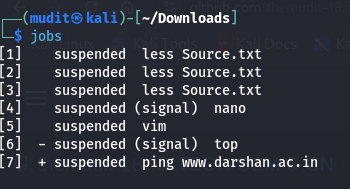 ┌──(mudit㉿kali)-[~/Downloads]
└─$ jobs
[1]    suspended  less Source.txt
[2]    suspended  less Source.txt
[3]    suspended  less Source.txt
[4]    suspended (signal)  nano
[5]    suspended  vim
[6]  - suspended (signal)  top
[7]  + suspended  ping www.darshan.ac.in